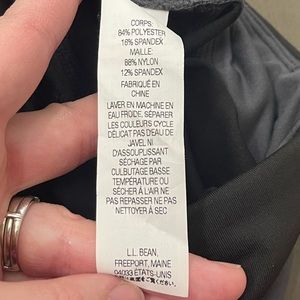 CORPS:
84% POLYESTER
16% SPANDEX
MAILLE:
88% NYLON
12% SPANDEX
FABRIQUÉ EN
CHINE
LAVER EN MACHINE EN
EAU FROIDE, SÉPARER
LES COULEURS CYCLE
DÉLICAT PAS D'EAU DE
JAVEL NI
D'ASSOUPLISSANT
SÉCHAGE PAR
CULBUTAGE BASSE
TEMPÉRATURE OU
SÉCHER À L'AIR NE
PAS REPASSER NE PAS
NETTOYER À SEC
L.L. BEAN,
FREEPORT, MAINE
04033 ÉTATS-UNIS